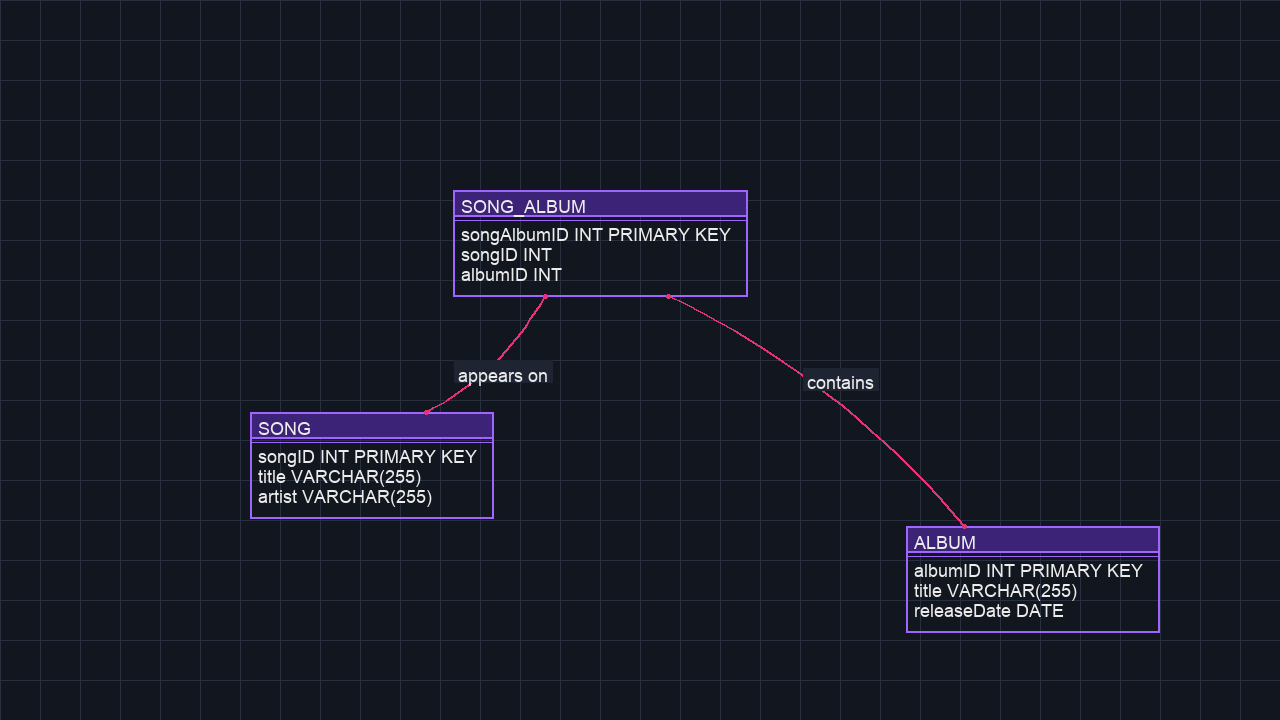 SONG_ALBUM
songAlbumID INT PRIMARY KEY
songID INT
albumID INT
appears on
contains
SONG
songID INT PRIMARY KEY
title VARCHAR(255)
artist VARCHAR(255)
ALBUM
albumID INT PRIMARY KEY
title VARCHAR(255)
releaseDate DATE